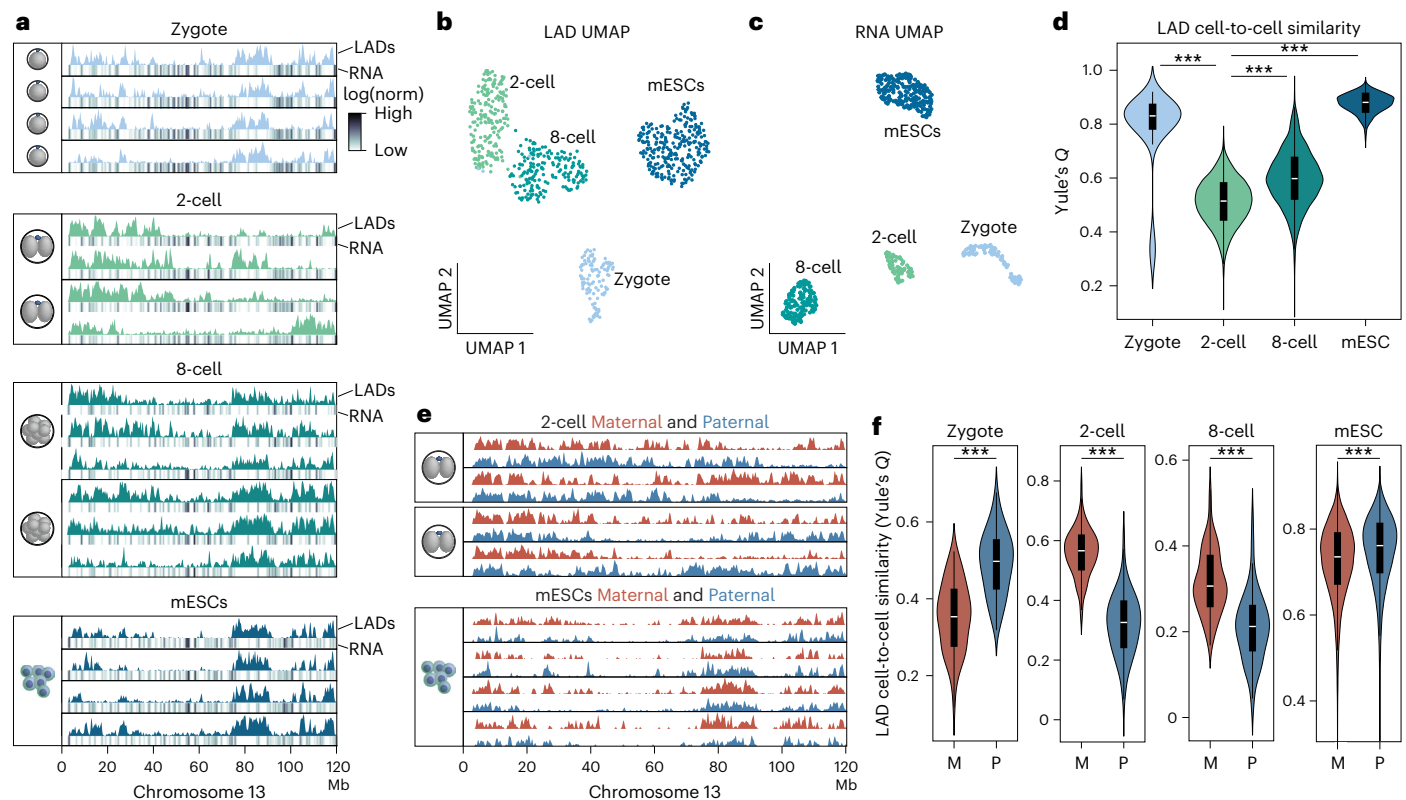 a
Zygote
LADs
RNA
log(norm)
High
Low
2-cell
LADs
RNA
8-cell
LADs
RNA
mESCs
LADs
RNA
0 20 40 60 80 100 120
Mb
Chromosome 13
b
LAD UMAP
2-cell
mESCs
8-cell
Zygote
UMAP 2
UMAP 1
c
RNA UMAP
mESCs
2-cell
Zygote
8-cell
UMAP 2
UMAP 1
d
LAD cell-to-cell similarity
***
***
***
1.0
0.8
0.6
0.4
0.2
Yule's Q
Zygote 2-cell 8-cell mESC
e
2-cell Maternal and Paternal
mESCs Maternal and Paternal
0 20 40 60 80 100 120
Mb
Chromosome 13
f
LAD cell-to-cell similarity (Yule's Q)
Zygote
***
0.6
0.4
0.2
M P
2-cell
***
0.8
0.6
0.4
0.2
0
M P
8-cell
***
0.6
0.4
0.2
0
M P
mESC
***
0.8
0.6
0.4
M P